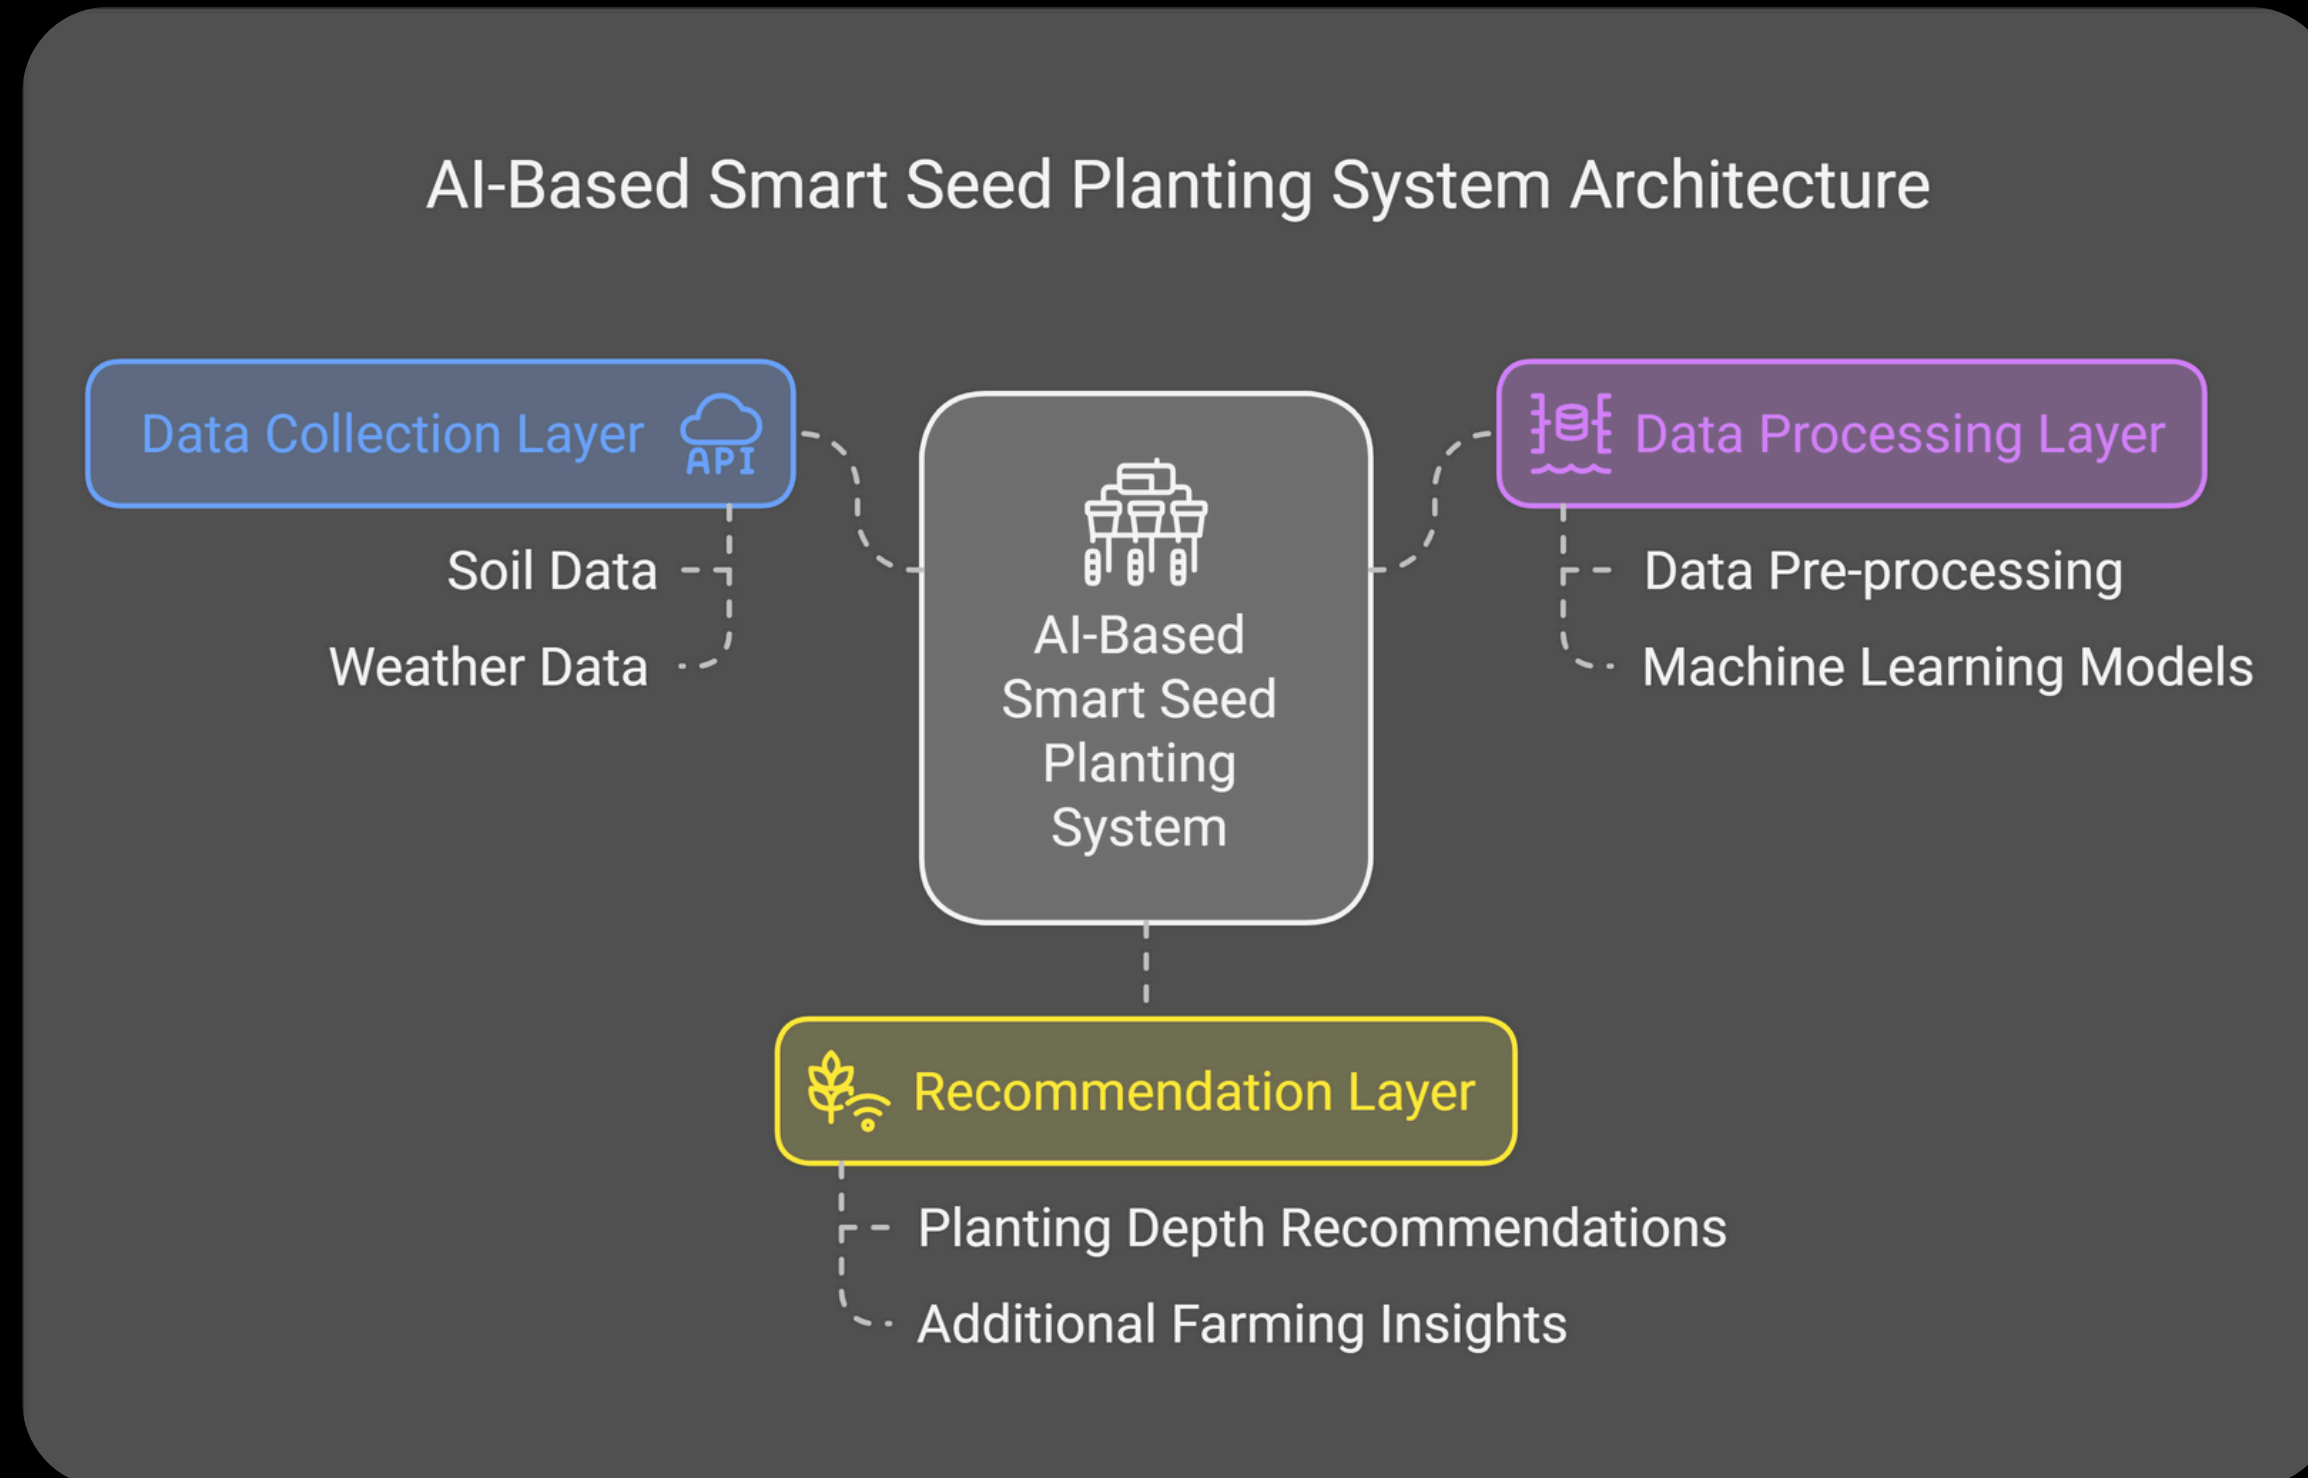 AI-Based Smart Seed Planting System Architecture
Data Collection Layer
API
Soil Data
Weather Data
AI-Based
Smart Seed
Planting
System
Data Processing Layer
Data Pre-processing
Machine Learning Models
Recommendation Layer
Planting Depth Recommendations
Additional Farming Insights